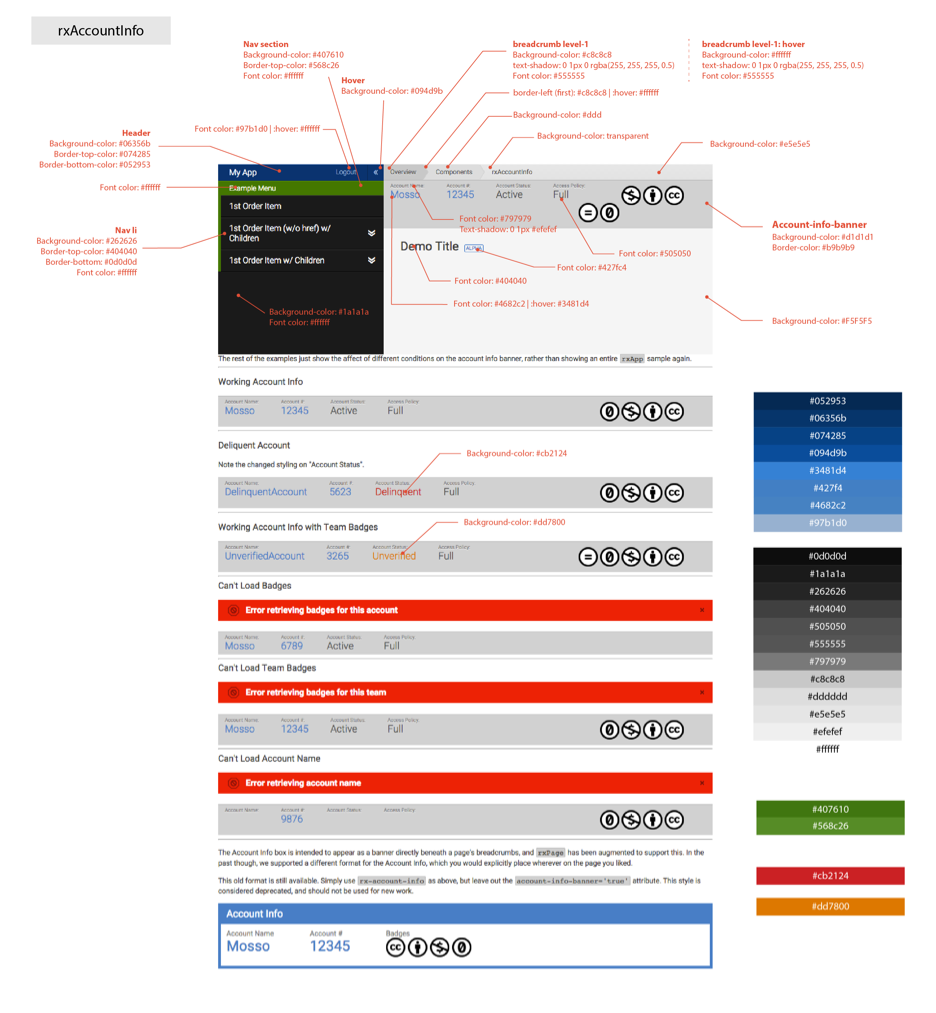 rxAccountInfo
Nav section
Background-color: #407610
Border-top-color: #568c26
Font color: #ffffff
Hover
Background-color: #094d9b
breadcrumb level-1
Background-color: #c8c8c8
text-shadow: 0 1px 0 rgba(255, 255, 255, 0.5)
Font color: #555555
breadcrumb level-1: hover
Background-color: #ffffff
text-shadow: 0 1px 0 rgba(255, 255, 255, 0.5)
Font color: #555555
border-left (first): #c8c8c8 | :hover: #ffffff
Background-color: #ddd
Background-color: transparent
Background-color: #e5e5e5
Font color: #97b1d0 | :hover: #ffffff
Header
Background-color: #06356b
Border-top-color: #074285
Border-bottom-color: #052953
Font color: #ffffff
Nav li
Background-color: #262626
Border-top-color: #404040
Border-bottom: #0d0d0d
Font color: #ffffff
My App
Logout
«
Overview
Components
rxAccountInfo
Example Menu
1st Order Item
1st Order Item (w/o href) w/
Children
1st Order Item w/ Children
Background-color: #1a1a1a
Font color: #ffffff
Account Name Account # Account Status Access Policy
Mosso 12345 Active Full
Font color: #797979
Text-shadow: 0 1px #efefef
Font color: #505050
Demo Title ALPHA
Font color: #427fc4
Font color: #404040
Font color: #4682c2 | :hover: #3481d4
Account-info-banner
Background-color: #d1d1d1
Border-color: #b9b9b9
Background-color: #F5F5F5
The rest of the examples just show the affect of different conditions on the account info banner, rather than showing an entire rxApp sample again.
Working Account Info
Account Name Account # Account Status Access Policy
Mosso 12345 Active Full
Deliquent Account
Note the changed styling on "Account Status".
Background-color: #cb2124
Account Name Account # Account Status Access Policy
DelinquentAccount 5623 Delinquent Full
Working Account Info with Team Badges
Background-color: #dd7800
Account Name Account # Account Status Access Policy
UnverifiedAccount 3265 Unverified Full
Can't Load Badges
Error retrieving badges for this account ×
Account Name Account # Account Status Access Policy
Mosso 6789 Active Full
Can't Load Team Badges
Error retrieving badges for this team ×
Account Name Account # Account Status Access Policy
Mosso 12345 Active Full
Can't Load Account Name
Error retrieving account name ×
Account Name Account # Account Status Access Policy
9876
The Account Info box is intended to appear as a banner directly beneath a page's breadcrumbs, and rxPage has been augmented to support this. In the
past though, we supported a different format for the Account Info, which you would explicitly place wherever on the page you liked.
This old format is still available. Simply use rx-account-info as above, but leave out the account-info-banner='true' attribute. This style is
considered deprecated, and should not be used for new work.
Account Info
Account Name Account # Badges
Mosso 12345
#052953
#06356b
#074285
#094d9b
#3481d4
#427f4
#4682c2
#97b1d0
#0d0d0d
#1a1a1a
#262626
#404040
#505050
#555555
#797979
#c8c8c8
#dddddd
#e5e5e5
#efefef
#ffffff
#407610
#568c26
#cb2124
#dd7800